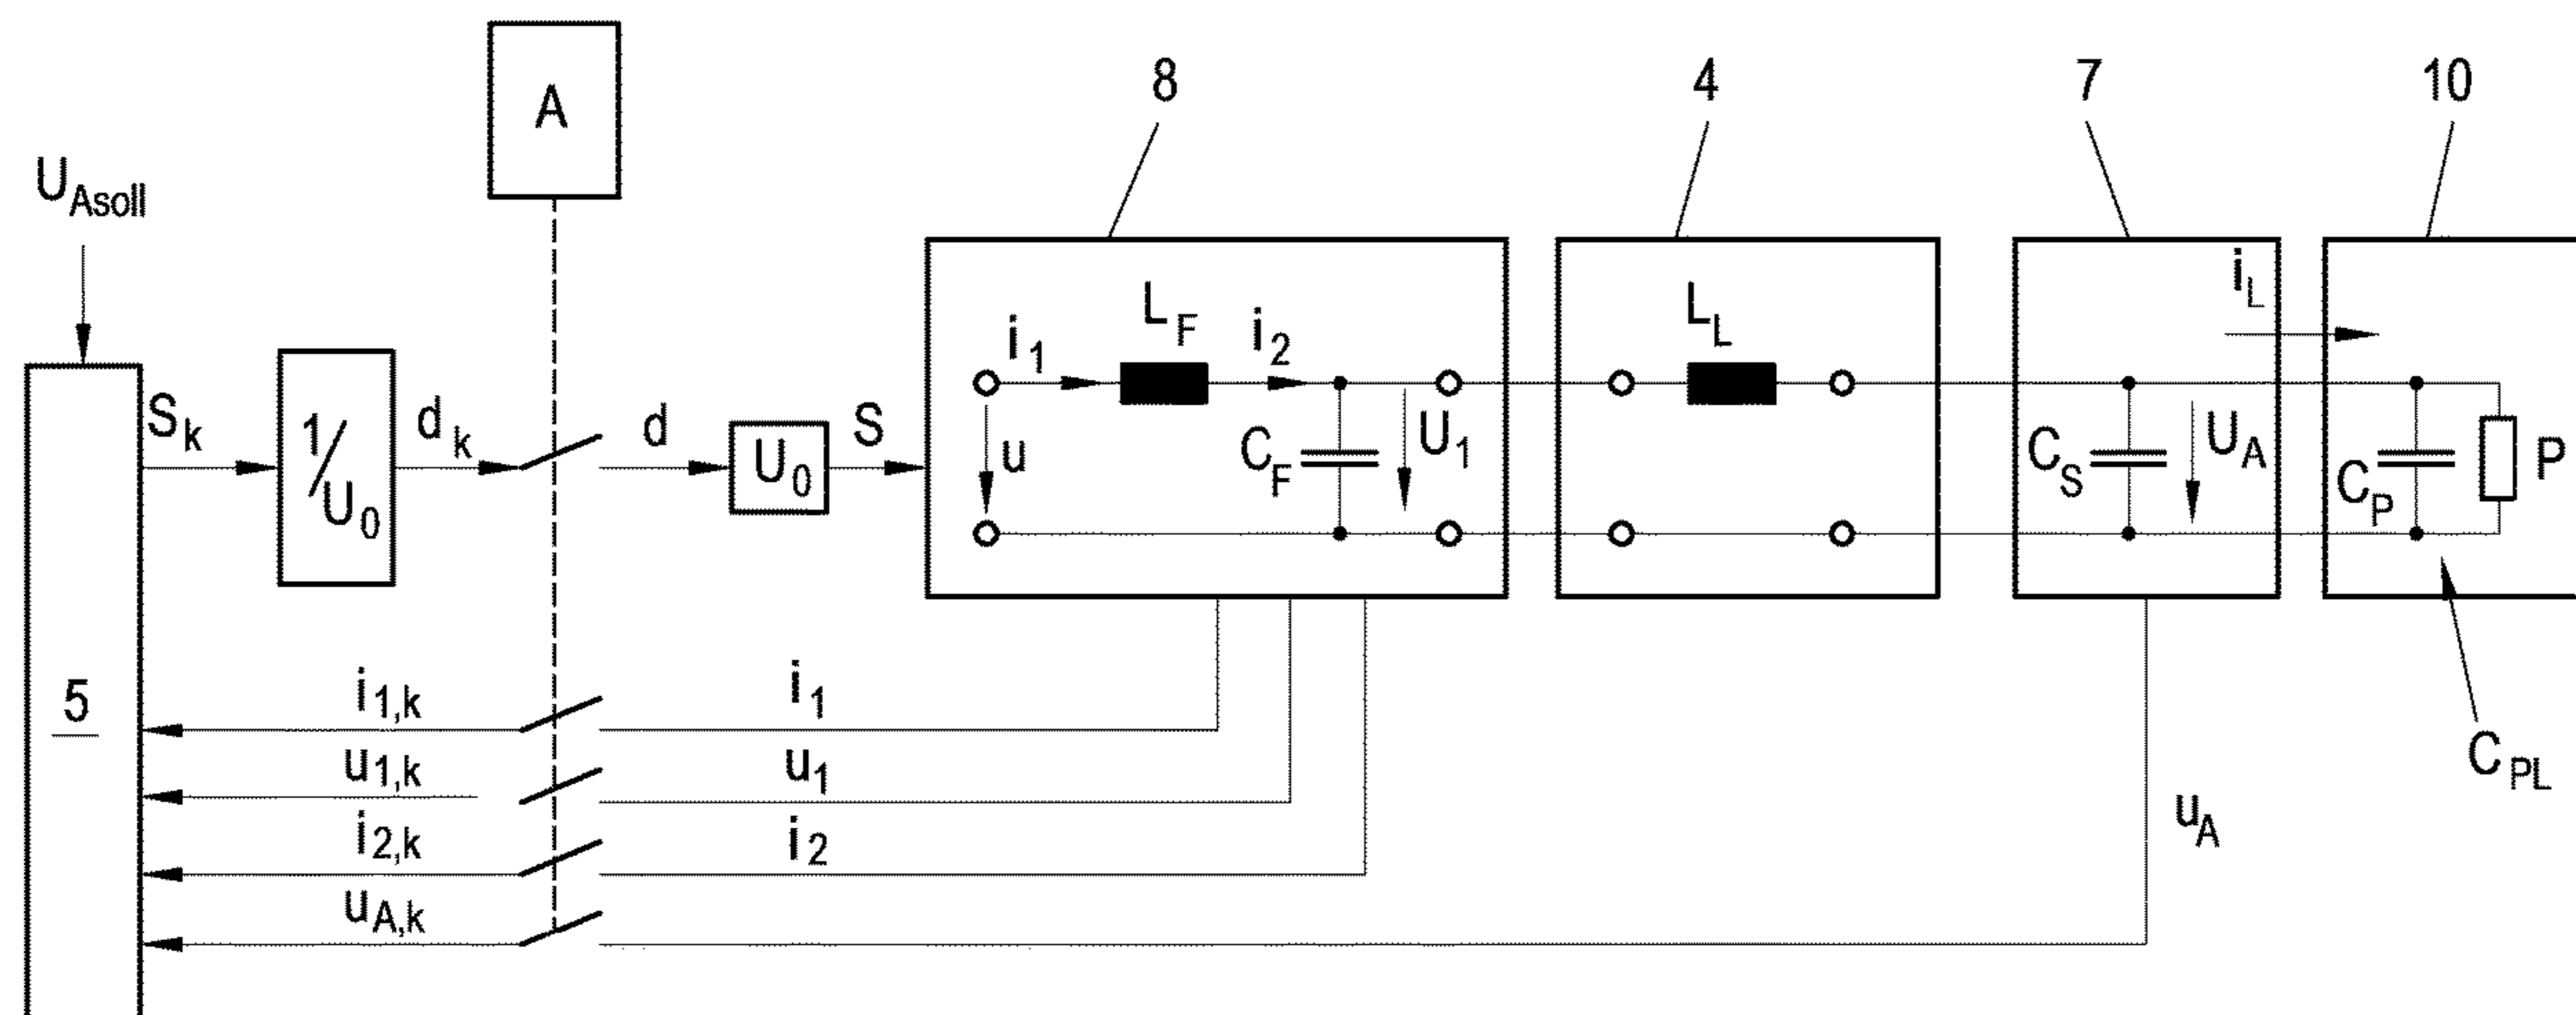 A
8
4
7
10
U_Asoll
i_L
L_F
L_L
i_1
i_2
S_k
1/U_0
d_k
d
U_0
S
u
C_F
U_1
C_S
U_A
C_P
P
5
i_1,k
i_1
u_1,k
u_1
i_2,k
i_2
u_A,k
u_A
C_PL